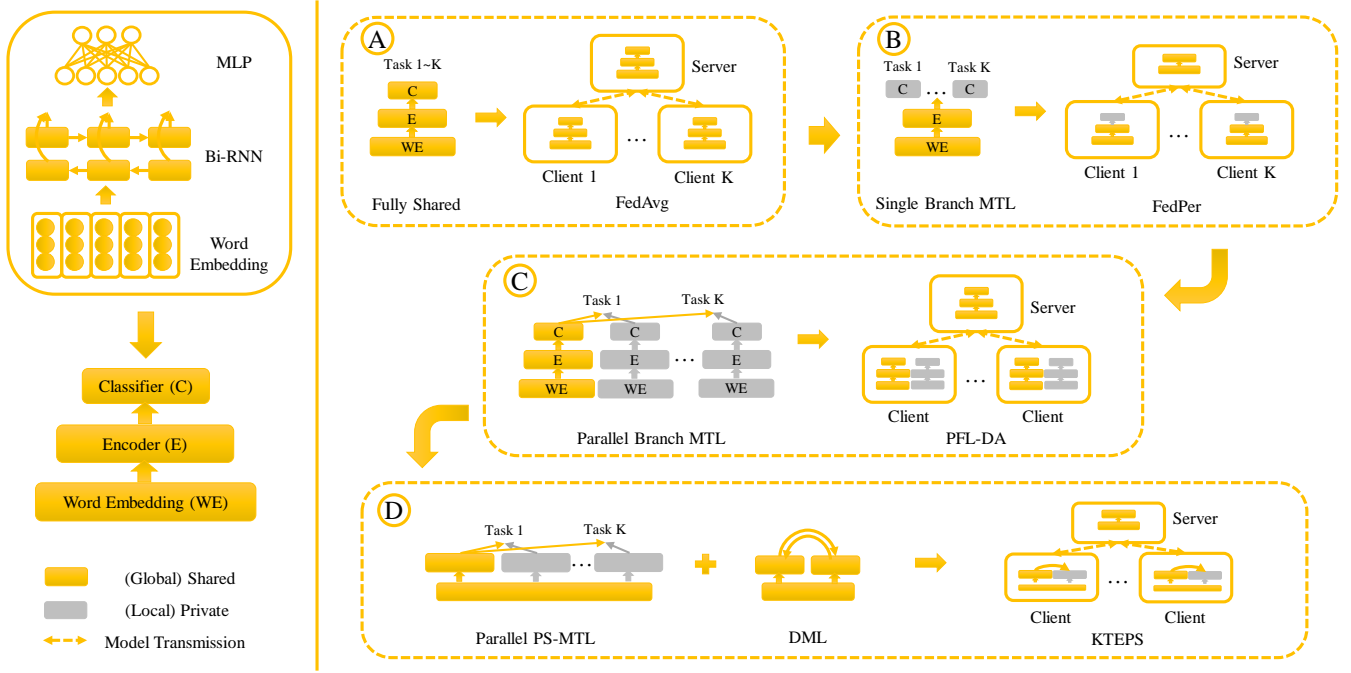 MLP
Bi-RNN
Word
Embedding
Classifier (C)
Encoder (E)
Word Embedding (WE)
(Global) Shared
(Local) Private
Model Transmission
A
Task 1~K
C
E
WE
Fully Shared
Server
...
Client 1
Client K
FedAvg
B
Task 1
Task K
C
...
C
E
WE
Single Branch MTL
Server
...
Client 1
Client K
FedPer
C
Task 1
Task K
C
C
C
E
E
...
E
WE
WE
WE
Parallel Branch MTL
Server
...
Client
Client
PFL-DA
D
Task 1
Task K
...
Parallel PS-MTL
DML
Server
...
Client
Client
KTEPS